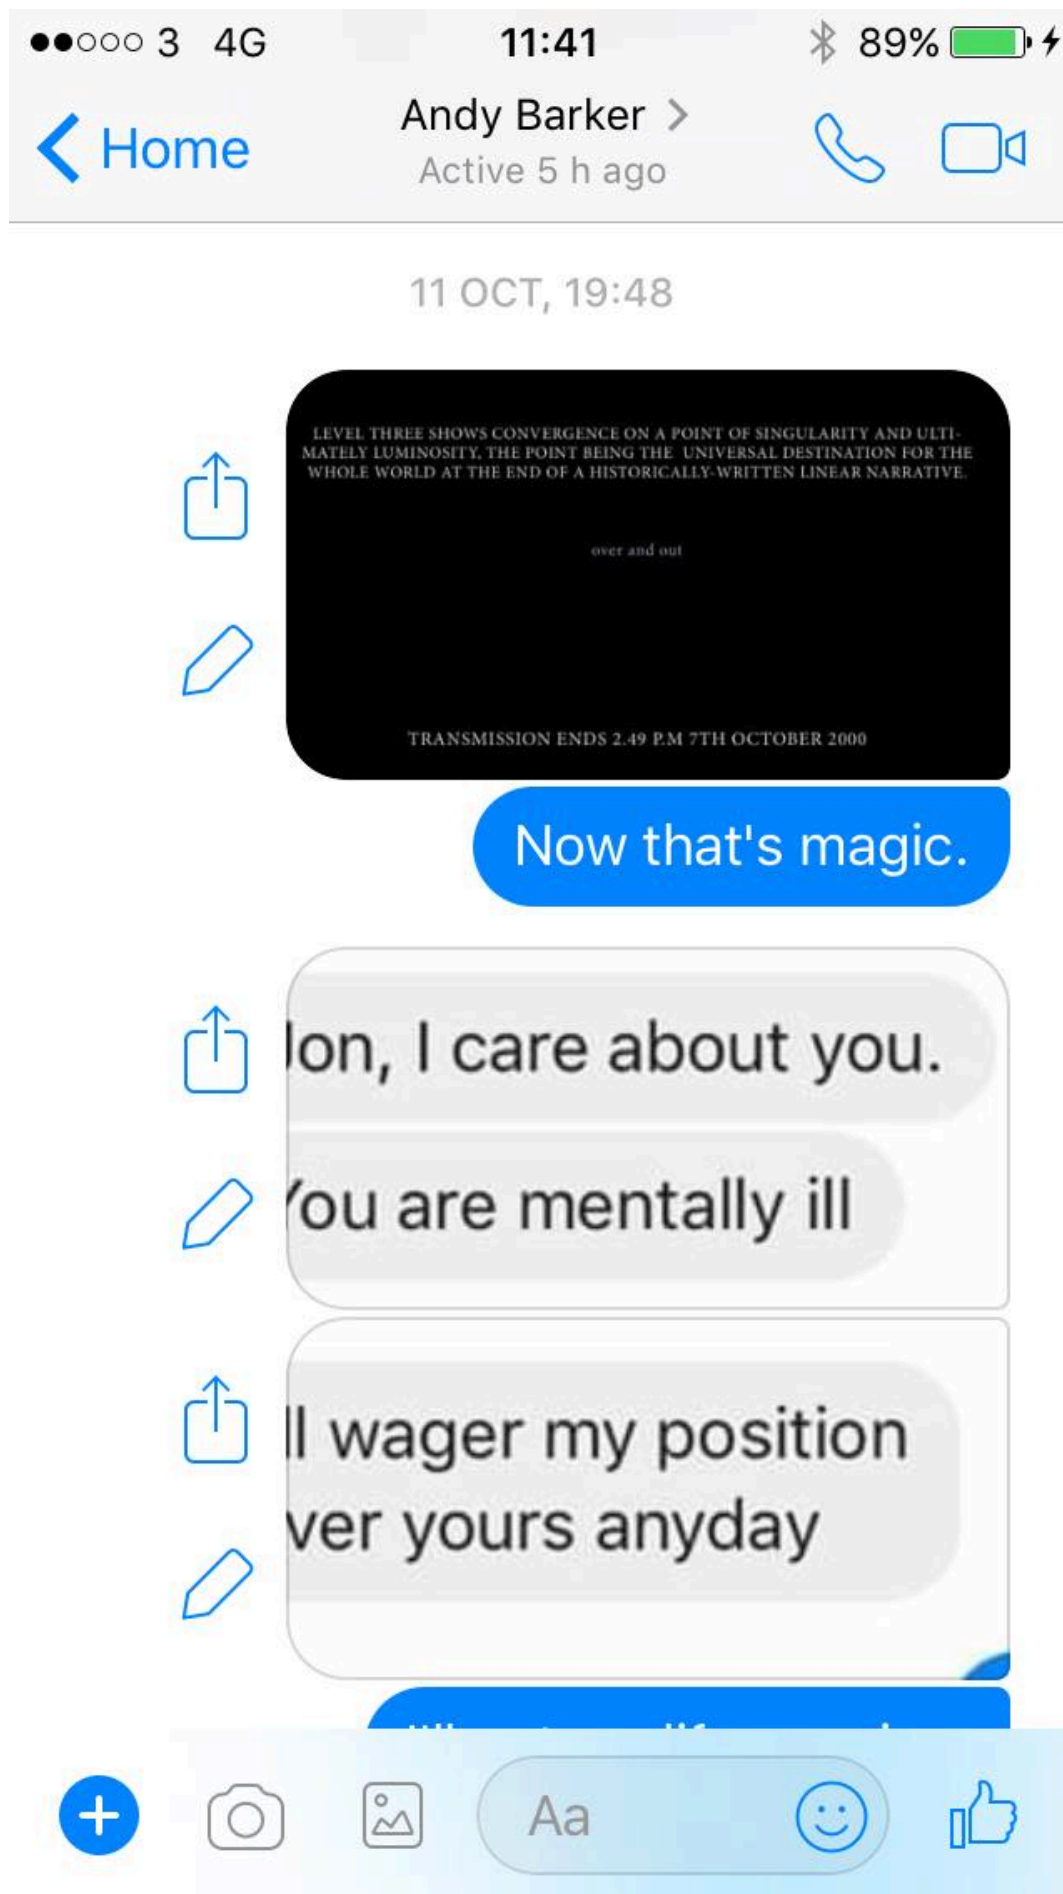 3 4G 11:41 89%
Home Andy Barker
Active 5 h ago
11 OCT, 19:48
LEVEL THREE SHOWS CONVERGENCE ON A POINT OF SINGULARITY AND ULTI-
MATELY LUMINOSITY, THE POINT BEING THE UNIVERSAL DESTINATION FOR THE
WHOLE WORLD AT THE END OF A HISTORICALLY-WRITTEN LINEAR NARRATIVE.
over and out
TRANSMISSION ENDS 2.49 P.M 7TH OCTOBER 2000
Now that's magic.
Jon, I care about you.
You are mentally ill
ll wager my position
ver yours anyday
Aa